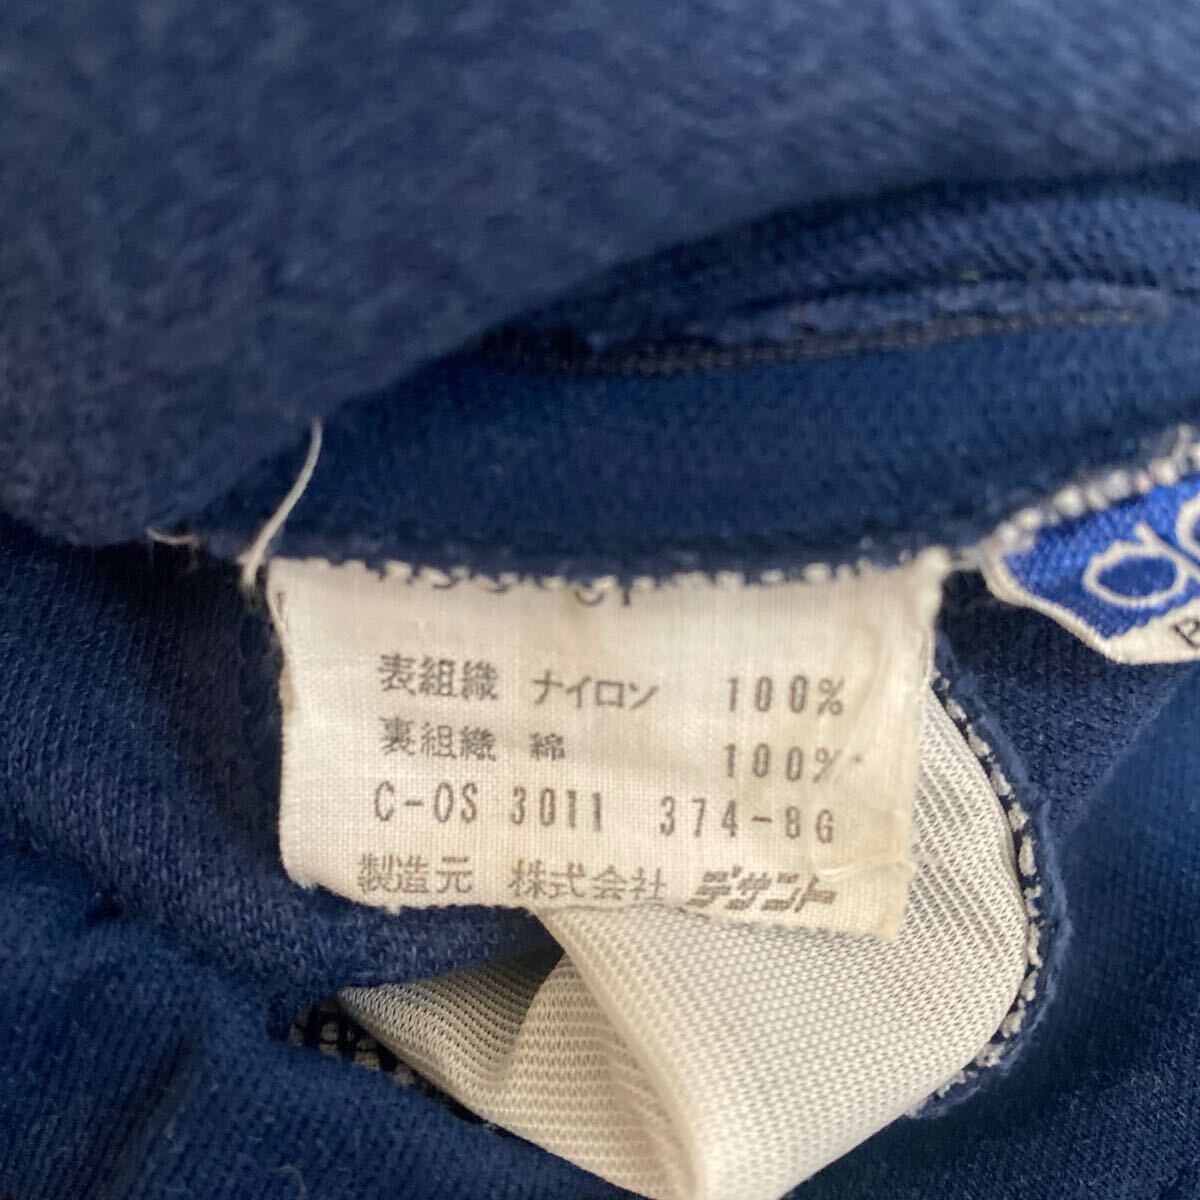 表組織 ナイロン 100%
裏組織 綿 100%
C-OS 3011 374-8G
製造元 株式会社 デサント